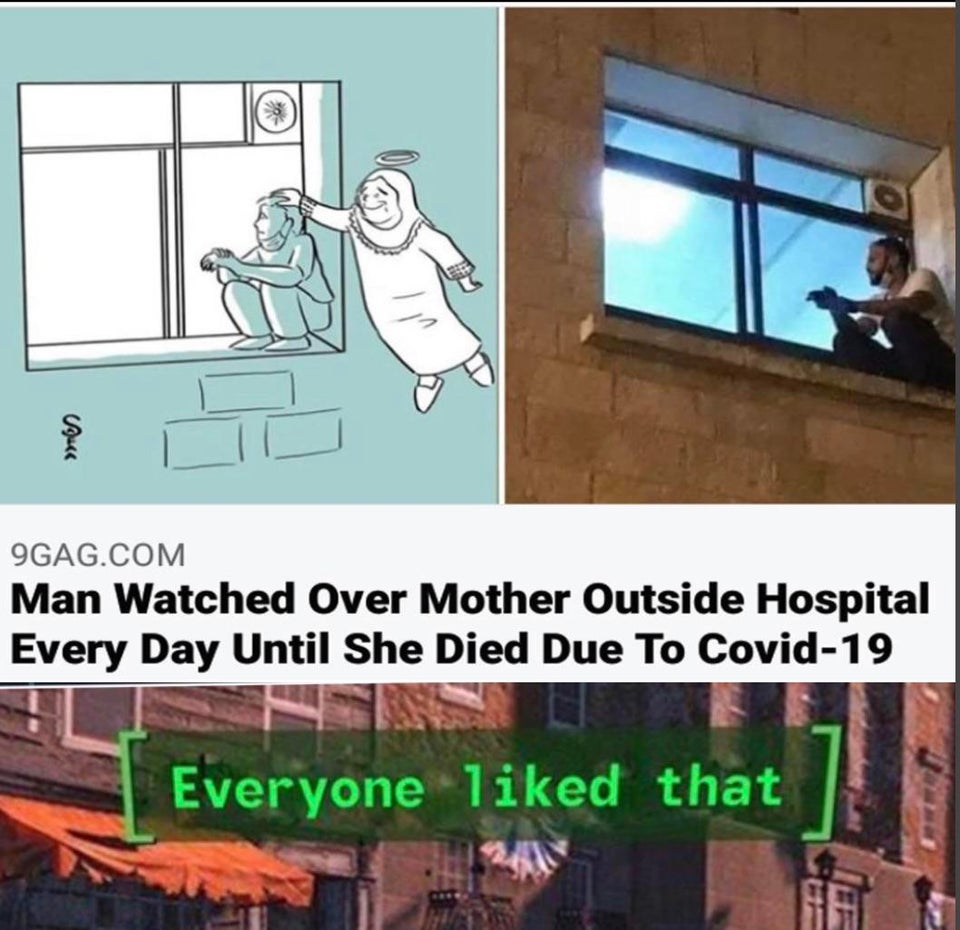 9GAG.COM
Man Watched Over Mother Outside Hospital
Every Day Until She Died Due To Covid-19
[Everyone liked that]